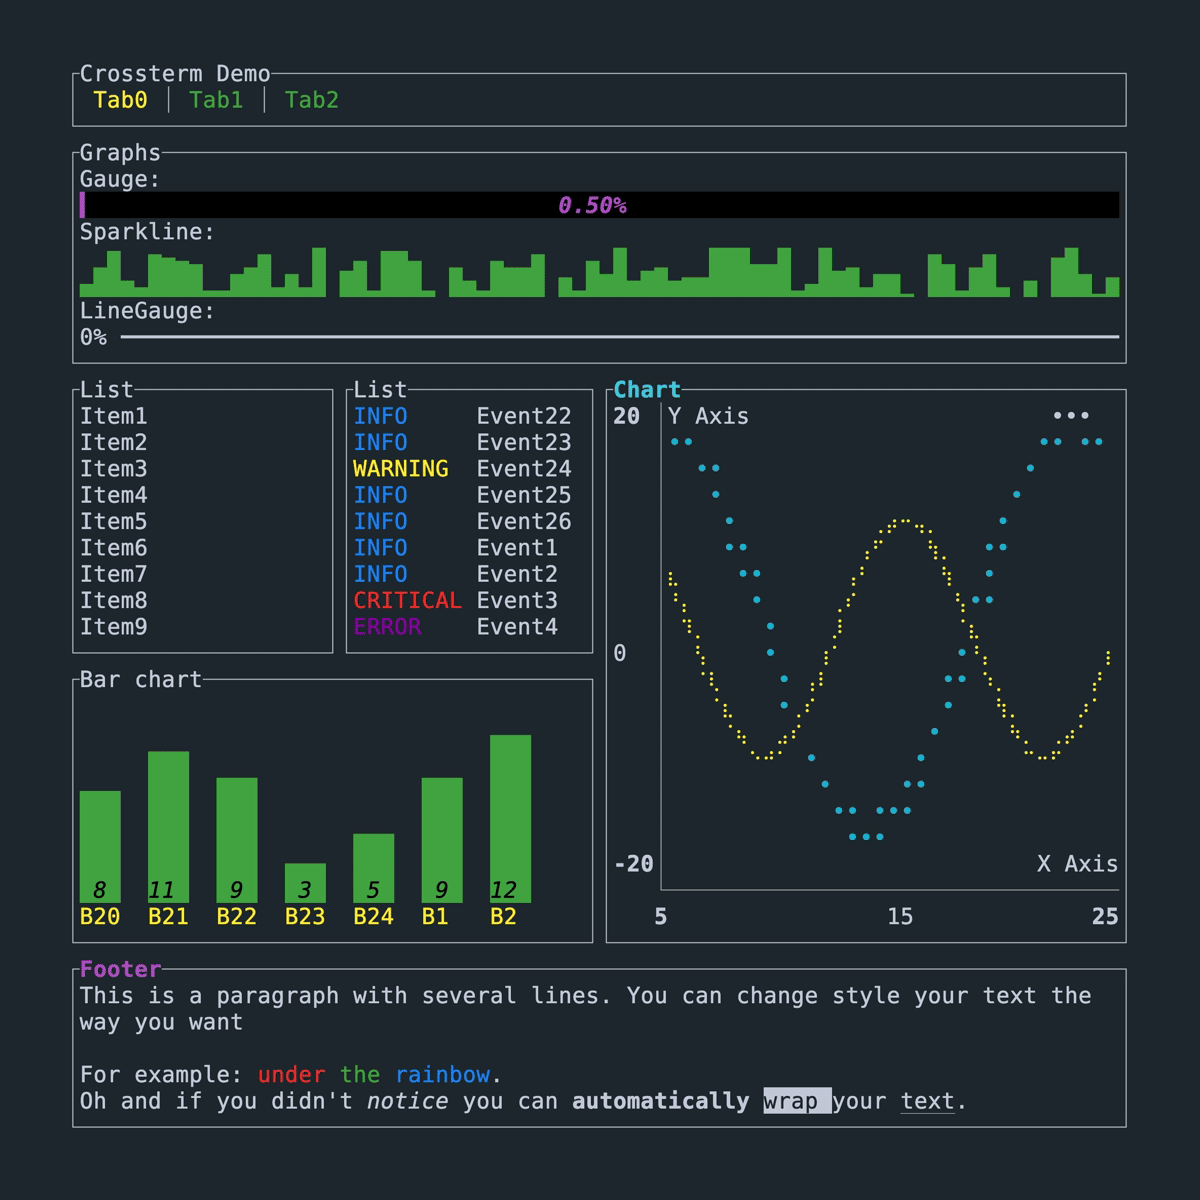 Crossterm Demo
Tab0 │ Tab1 │ Tab2
Graphs
Gauge:
0.50%
Sparkline:
LineGauge:
0%
List
Item1
Item2
Item3
Item4
Item5
Item6
Item7
Item8
Item9
List
INFO Event22
INFO Event23
WARNING Event24
INFO Event25
INFO Event26
INFO Event1
INFO Event2
CRITICAL Event3
ERROR Event4
Chart
20 Y Axis
0
-20 X Axis
5 15 25
Bar chart
8 11 9 3 5 9 12
B20 B21 B22 B23 B24 B1 B2
Footer
This is a paragraph with several lines. You can change style your text the
way you want
For example: under the rainbow.
Oh and if you didn't notice you can automatically wrap your text.